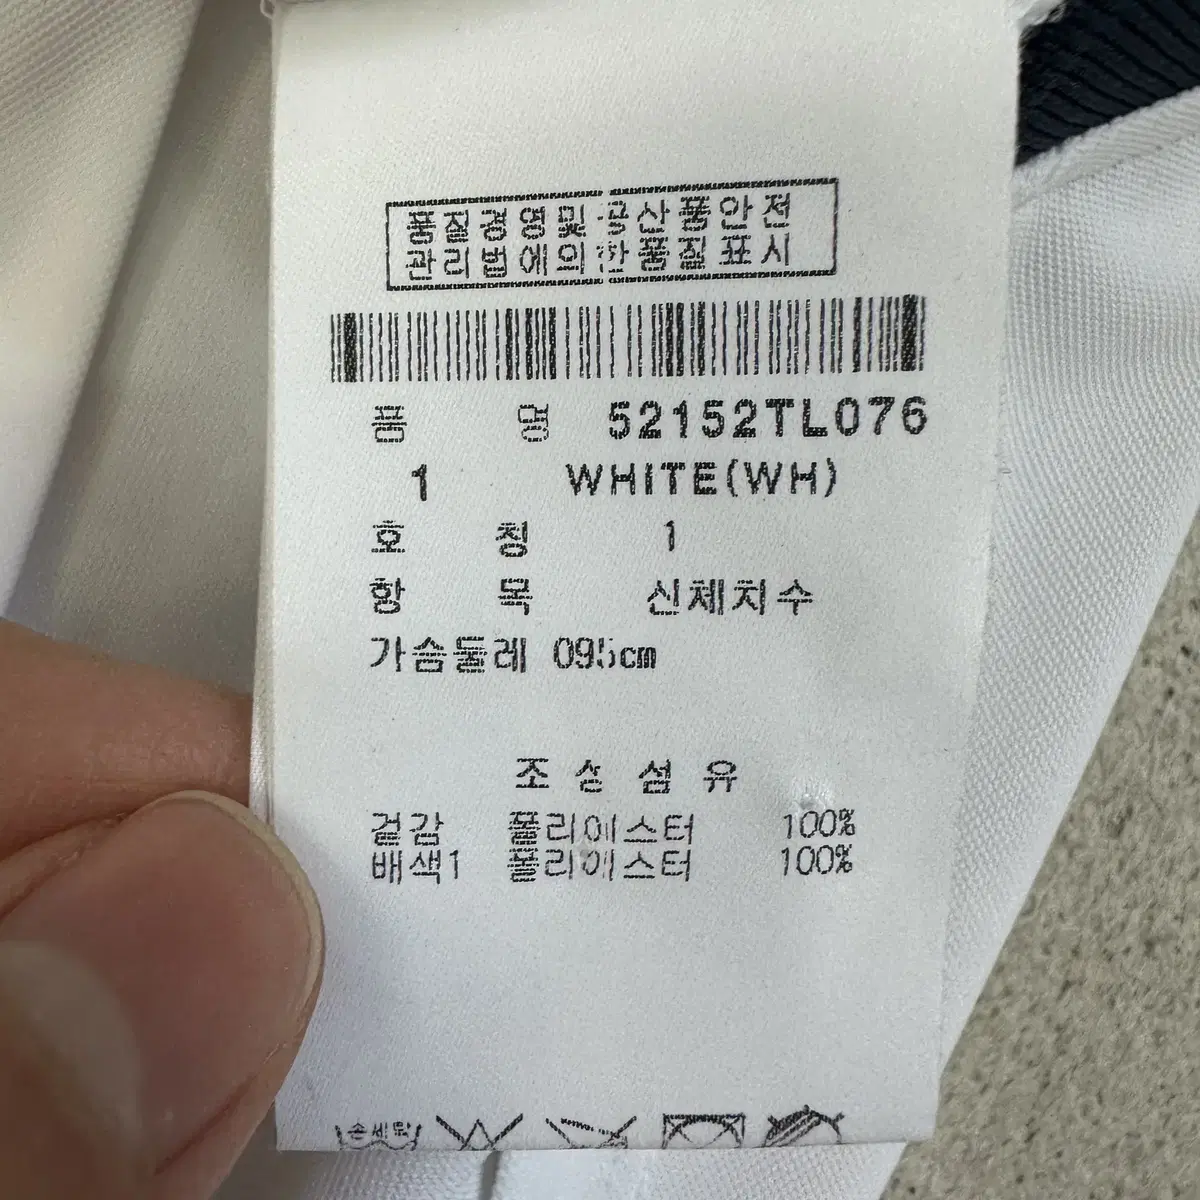 품질경영및 공산품안전
관리법에의한 품질표시
품 명 52152TL076
1 WHITE(WH)
호 칭 1
항 목 신체치수
가슴둘레 095cm
조성섬유
겉감 폴리에스터 100%
배색1 폴리에스터 100%
손세탁